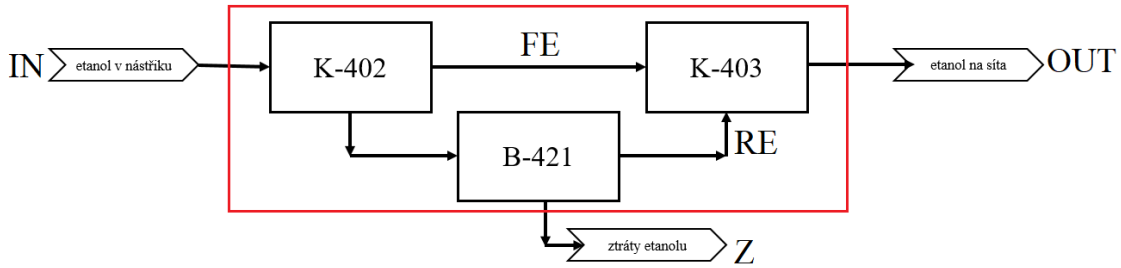 FE
IN
etanol v nástřiku
K-402
K-403
etanol na síta
OUT
B-421
RE
ztráty etanolu
Z